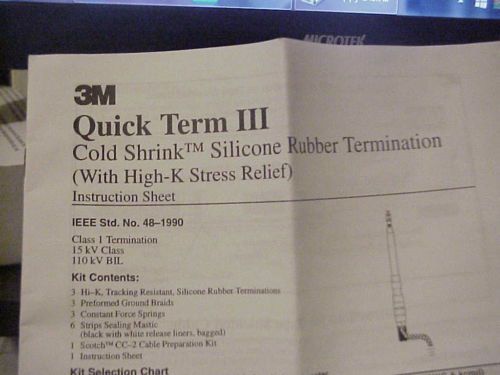 MICROTEK
3M
Quick Term III
Cold Shrink™ Silicone Rubber Termination
(With High-K Stress Relief)
Instruction Sheet
IEEE Std. No. 48–1990
Class 1 Termination
15 kV Class
110 kV BIL
Kit Contents:
3 Hi–K, Tracking Resistant, Silicone Rubber Terminations
3 Preformed Ground Braids
3 Constant Force Springs
6 Strips Sealing Mastic
(black with white release liners, bagged)
1 Scotch™ CC–2 Cable Preparation Kit
1 Instruction Sheet
Kit Selection Chart